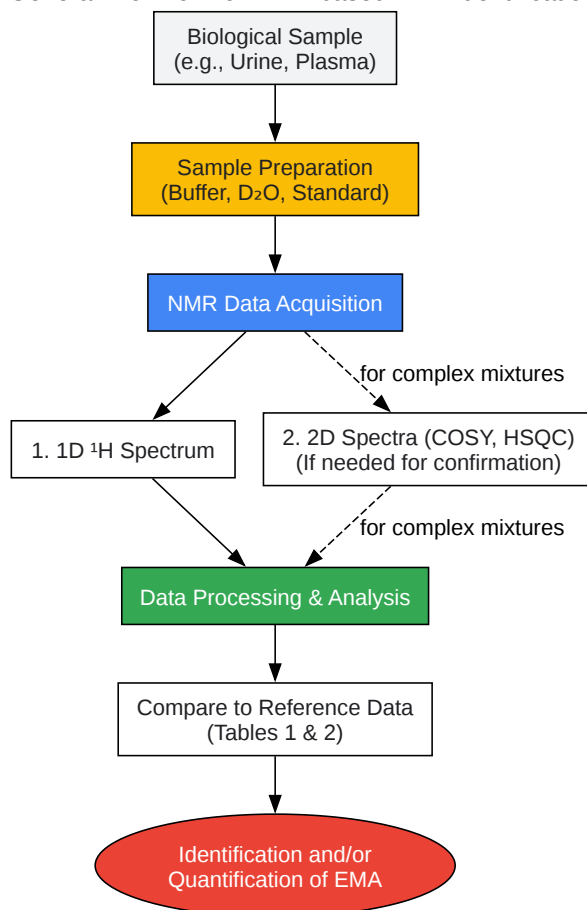 Biological Sample
(e.g., Urine, Plasma)
Sample Preparation
(Buffer, D₂O, Standard)
NMR Data Acquisition
for complex mixtures
1. 1D ¹H Spectrum
2. 2D Spectra (COSY, HSQC)
(If needed for confirmation)
for complex mixtures
Data Processing & Analysis
Compare to Reference Data
(Tables 1 & 2)
Identification and/or
Quantification of EMA